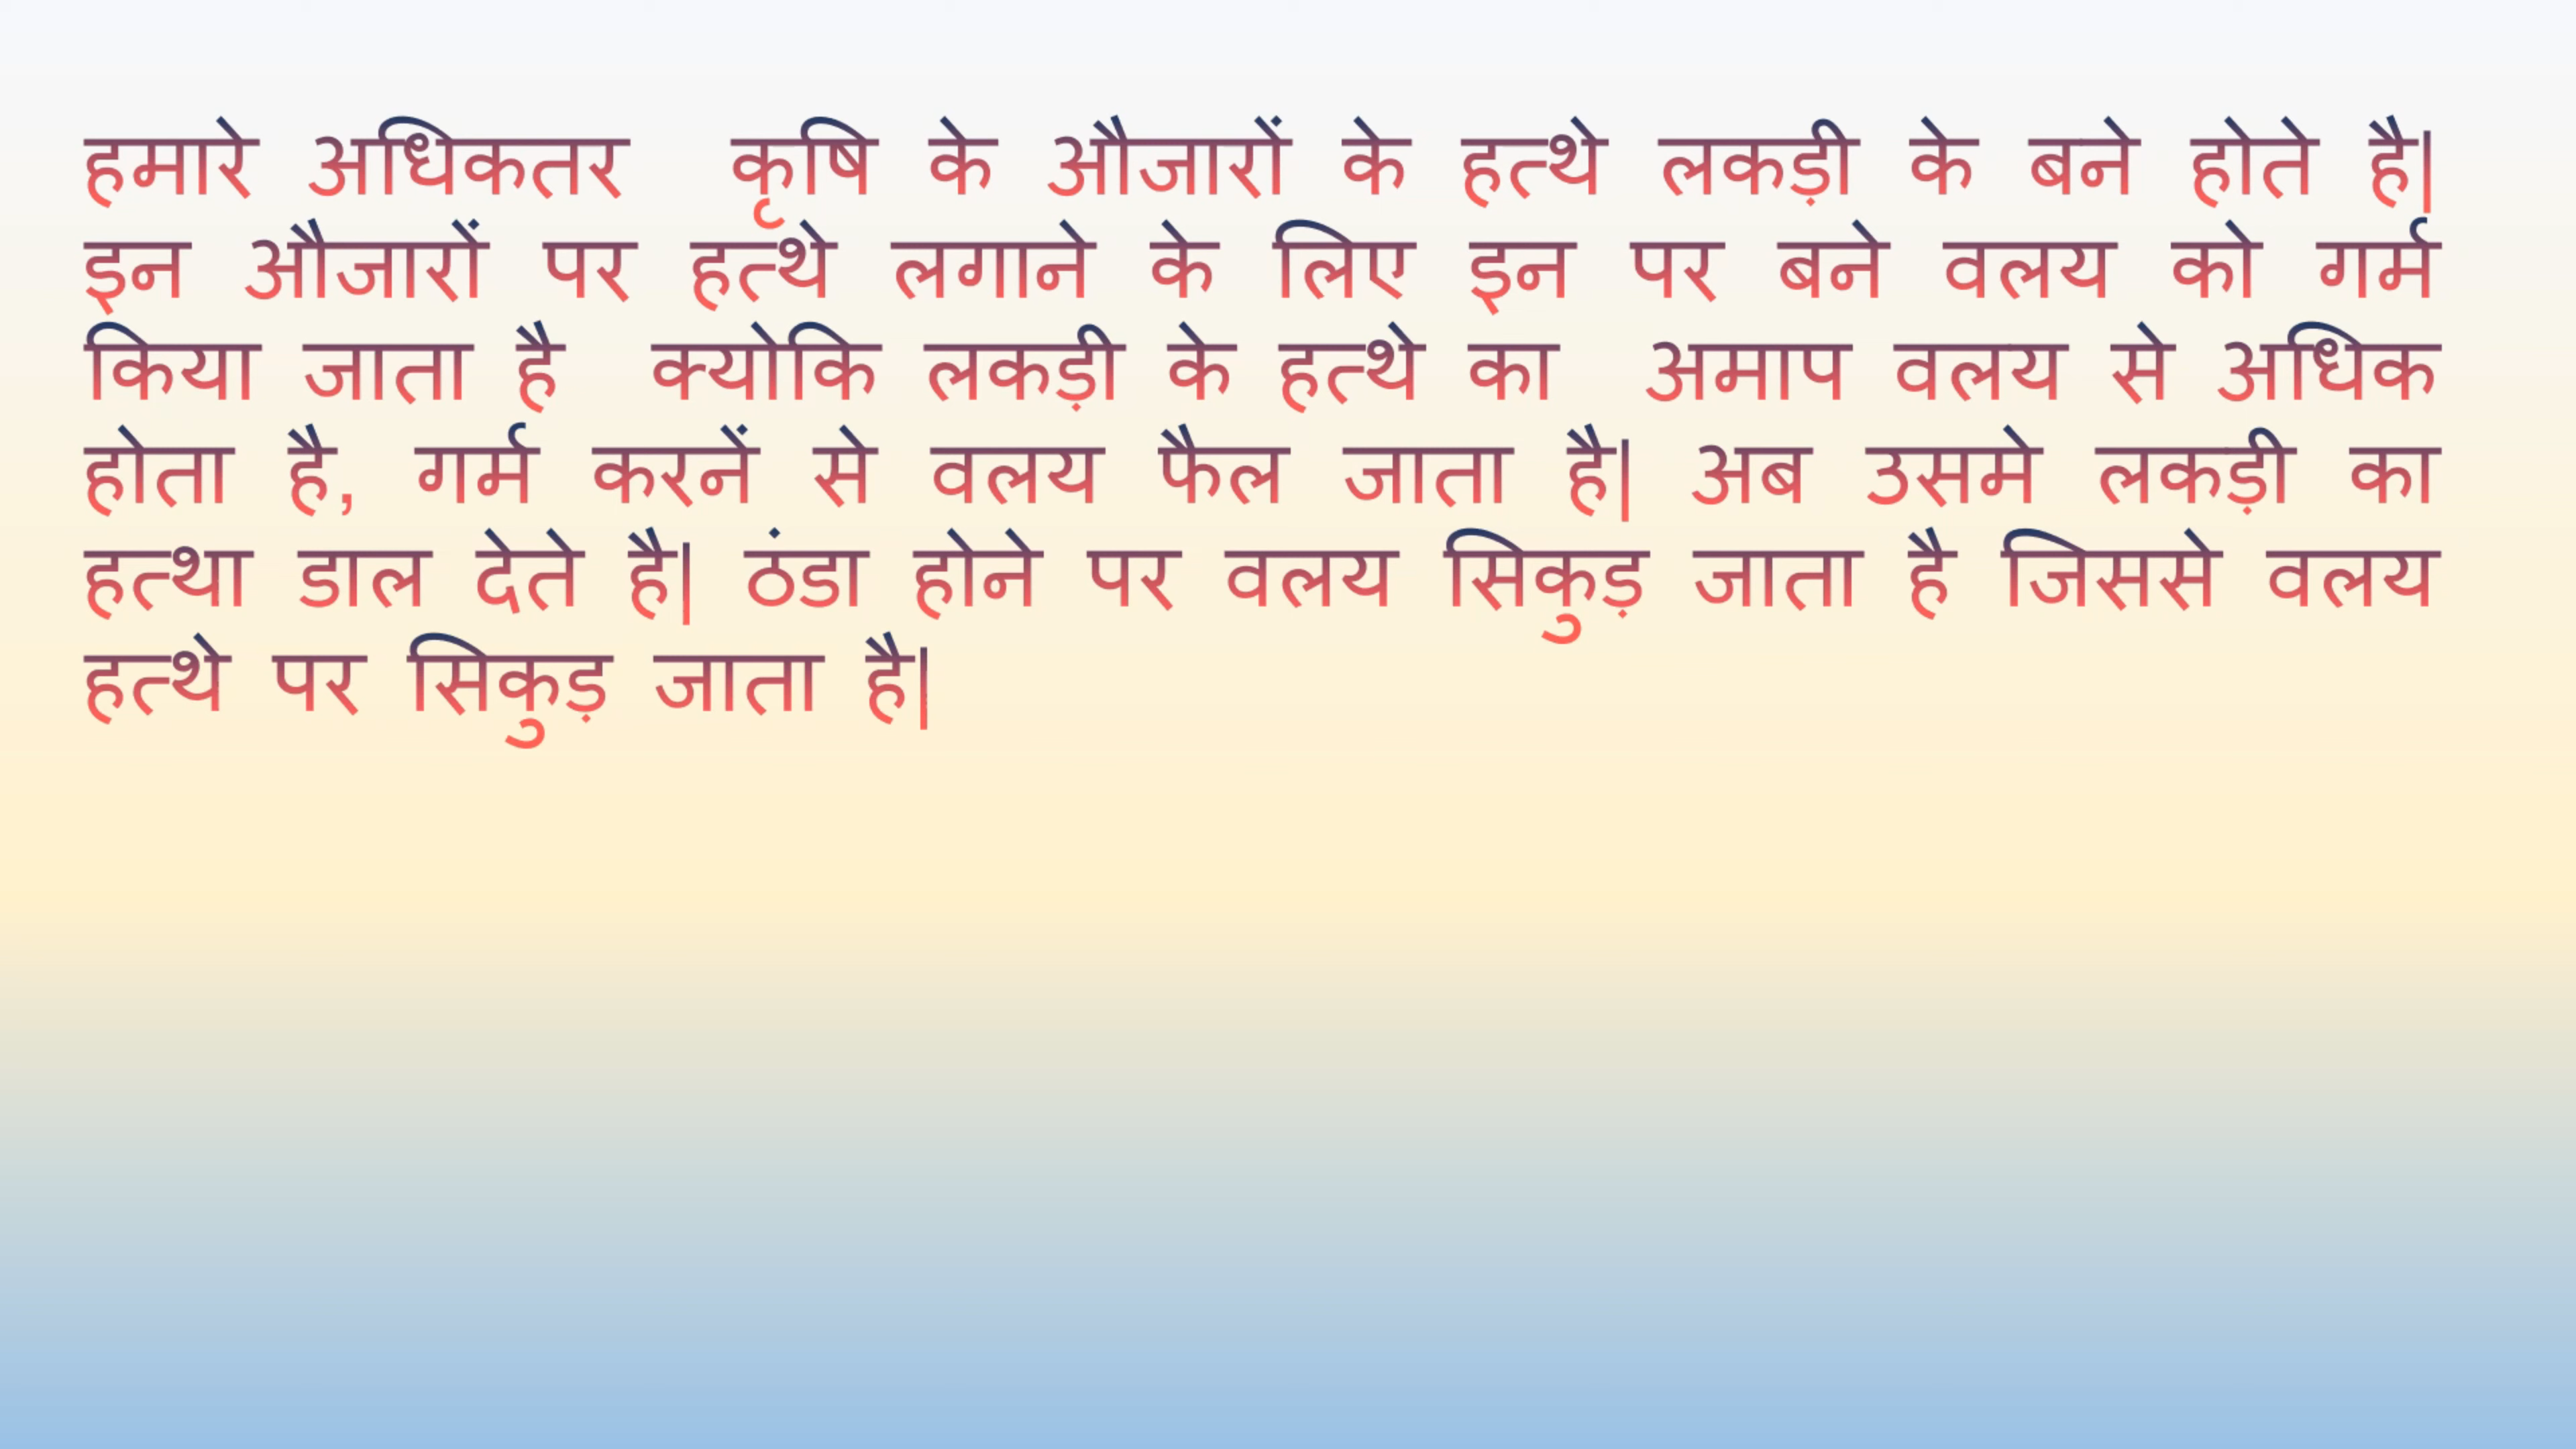 हमारे अधिकतर कृषि के औजारों के हत्थे लकड़ी के बने होते है|
इन औजारों पर हत्थे लगाने के लिए इन पर बने वलय को गर्म
किया जाता है क्योकि लकड़ी के हत्थे का अमाप वलय से अधिक
होता है, गर्म करनें से वलय फैल जाता है| अब उसमे लकड़ी का
हत्था डाल देते है| ठंडा होने पर वलय सिकुड़ जाता है जिससे वलय
हत्थे पर सिकुड़ जाता है|